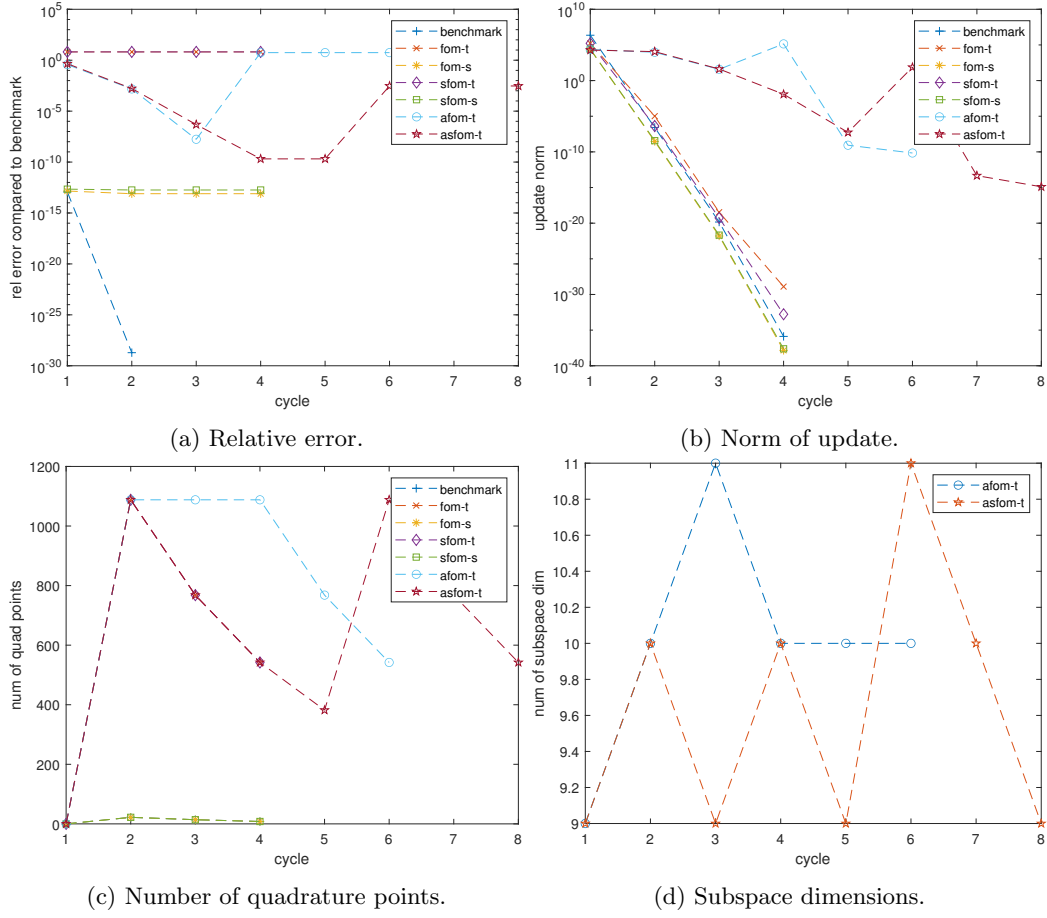 10^5
10^0
10^-5
10^-10
10^-15
10^-20
10^-25
10^-30
rel error compared to benchmark
1 2 3 4 5 6 7 8
cycle
benchmark
fom-t
fom-s
sfom-t
sfom-s
afom-t
asfom-t
(a) Relative error.
10^10
10^0
10^-10
10^-20
10^-30
10^-40
update norm
1 2 3 4 5 6 7 8
cycle
benchmark
fom-t
fom-s
sfom-t
sfom-s
afom-t
asfom-t
(b) Norm of update.
1200
1000
800
600
400
200
0
num of quad points
1 2 3 4 5 6 7 8
cycle
benchmark
fom-t
fom-s
sfom-t
sfom-s
afom-t
asfom-t
(c) Number of quadrature points.
11
10.8
10.6
10.4
10.2
10
9.8
9.6
9.4
9.2
9
num of subspace dim
1 2 3 4 5 6 7 8
cycle
afom-t
asfom-t
(d) Subspace dimensions.